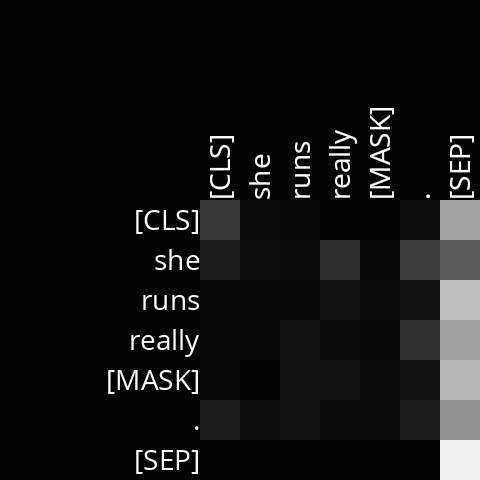 [CLS] she runs really [MASK] . [SEP]
[CLS]
she
runs
really
[MASK]
.
[SEP]